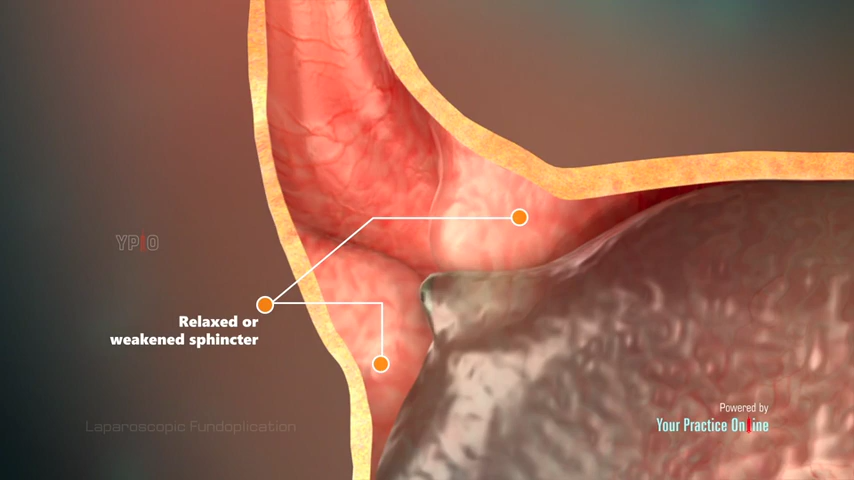 YPO
Relaxed or
weakened sphincter
Laparoscopic Fundoplication
Powered by
Your Practice Online